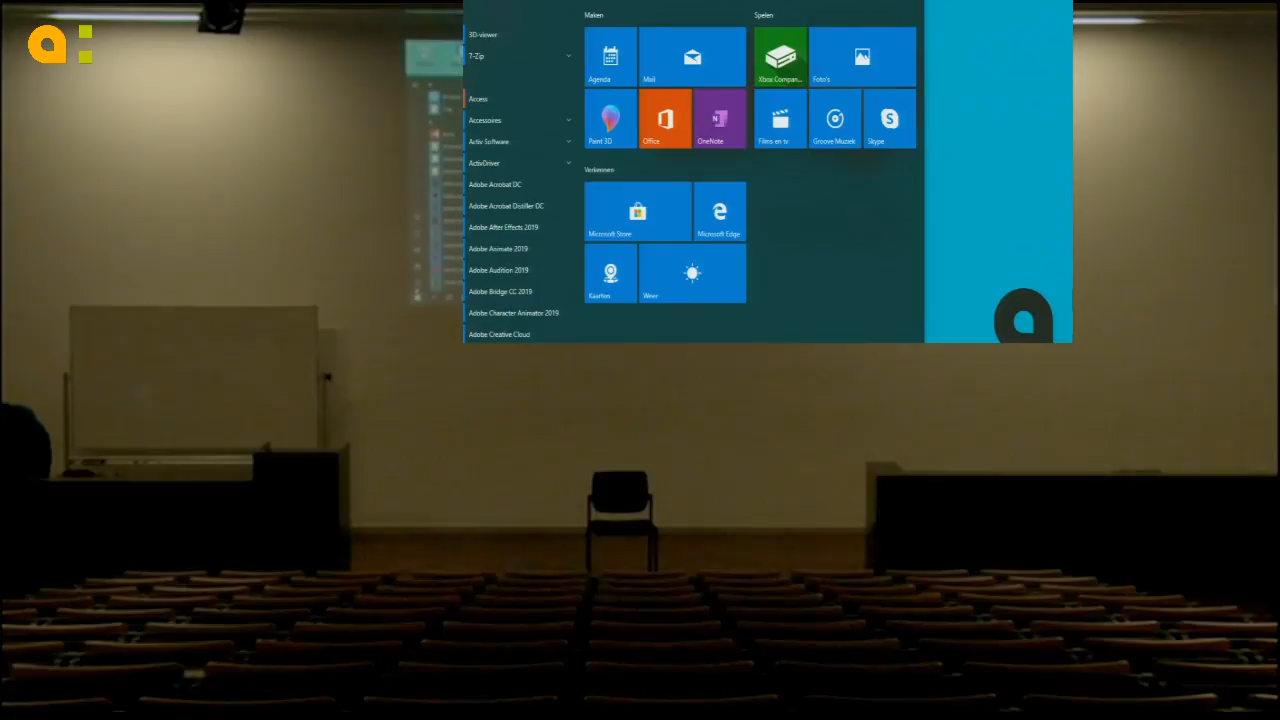 Maken
Spelen
3D-viewer
7-Zip
Access
Accessoires
Activ Software
ActivDriver
Adobe Acrobat DC
Adobe Acrobat Distiller DC
Adobe After Effects 2019
Adobe Animate 2019
Adobe Audition 2019
Adobe Bridge CC 2019
Adobe Character Animator 2019
Adobe Creative Cloud
Agenda
Mail
Xbox Compan...
Foto's
Paint 3D
Office
OneNote
Films en tv
Groove Muziek
Skype
Verkennen
Microsoft Store
Microsoft Edge
Kaarten
Weer
a: